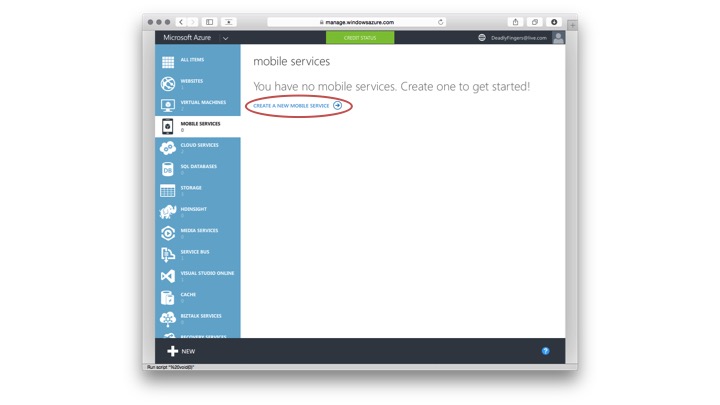 manage.windowsazure.com
Microsoft Azure
CREDIT STATUS
DeadlyFingers@live.com
ALL ITEMS
WEBSITES
VIRTUAL MACHINES
MOBILE SERVICES
0
CLOUD SERVICES
SQL DATABASES
DB
STORAGE
HDINSIGHT
MEDIA SERVICES
SERVICE BUS
VISUAL STUDIO ONLINE
CACHE
BIZTALK SERVICES
RECOVERY SERVICES
mobile services
You have no mobile services. Create one to get started!
CREATE A NEW MOBILE SERVICE
NEW
?
Run script "%20void(0)"